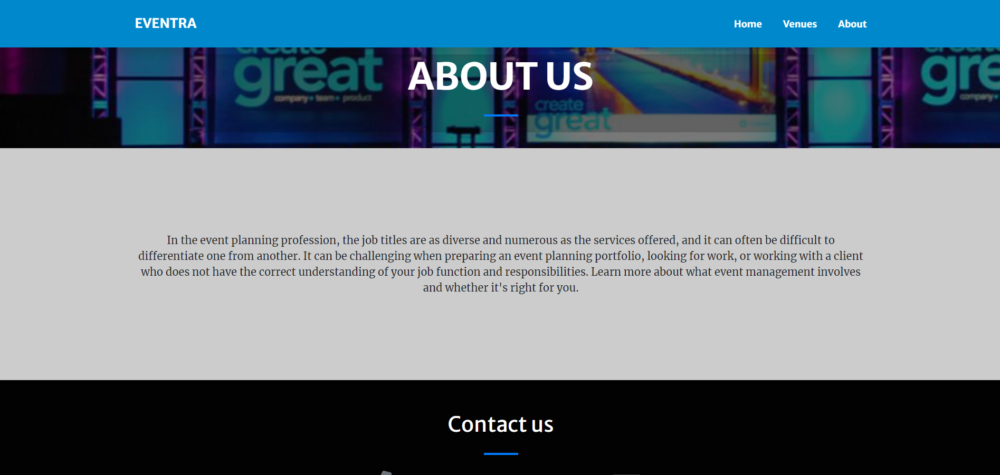 EVENTRA
Home Venues About
create
great
company • team • product
ABOUT US
create
great
gre
company •
In the event planning profession, the job titles are as diverse and numerous as the services offered, and it can often be difficult to
differentiate one from another. It can be challenging when preparing an event planning portfolio, looking for work, or working with a client
who does not have the correct understanding of your job function and responsibilities. Learn more about what event management involves
and whether it's right for you.
Contact us